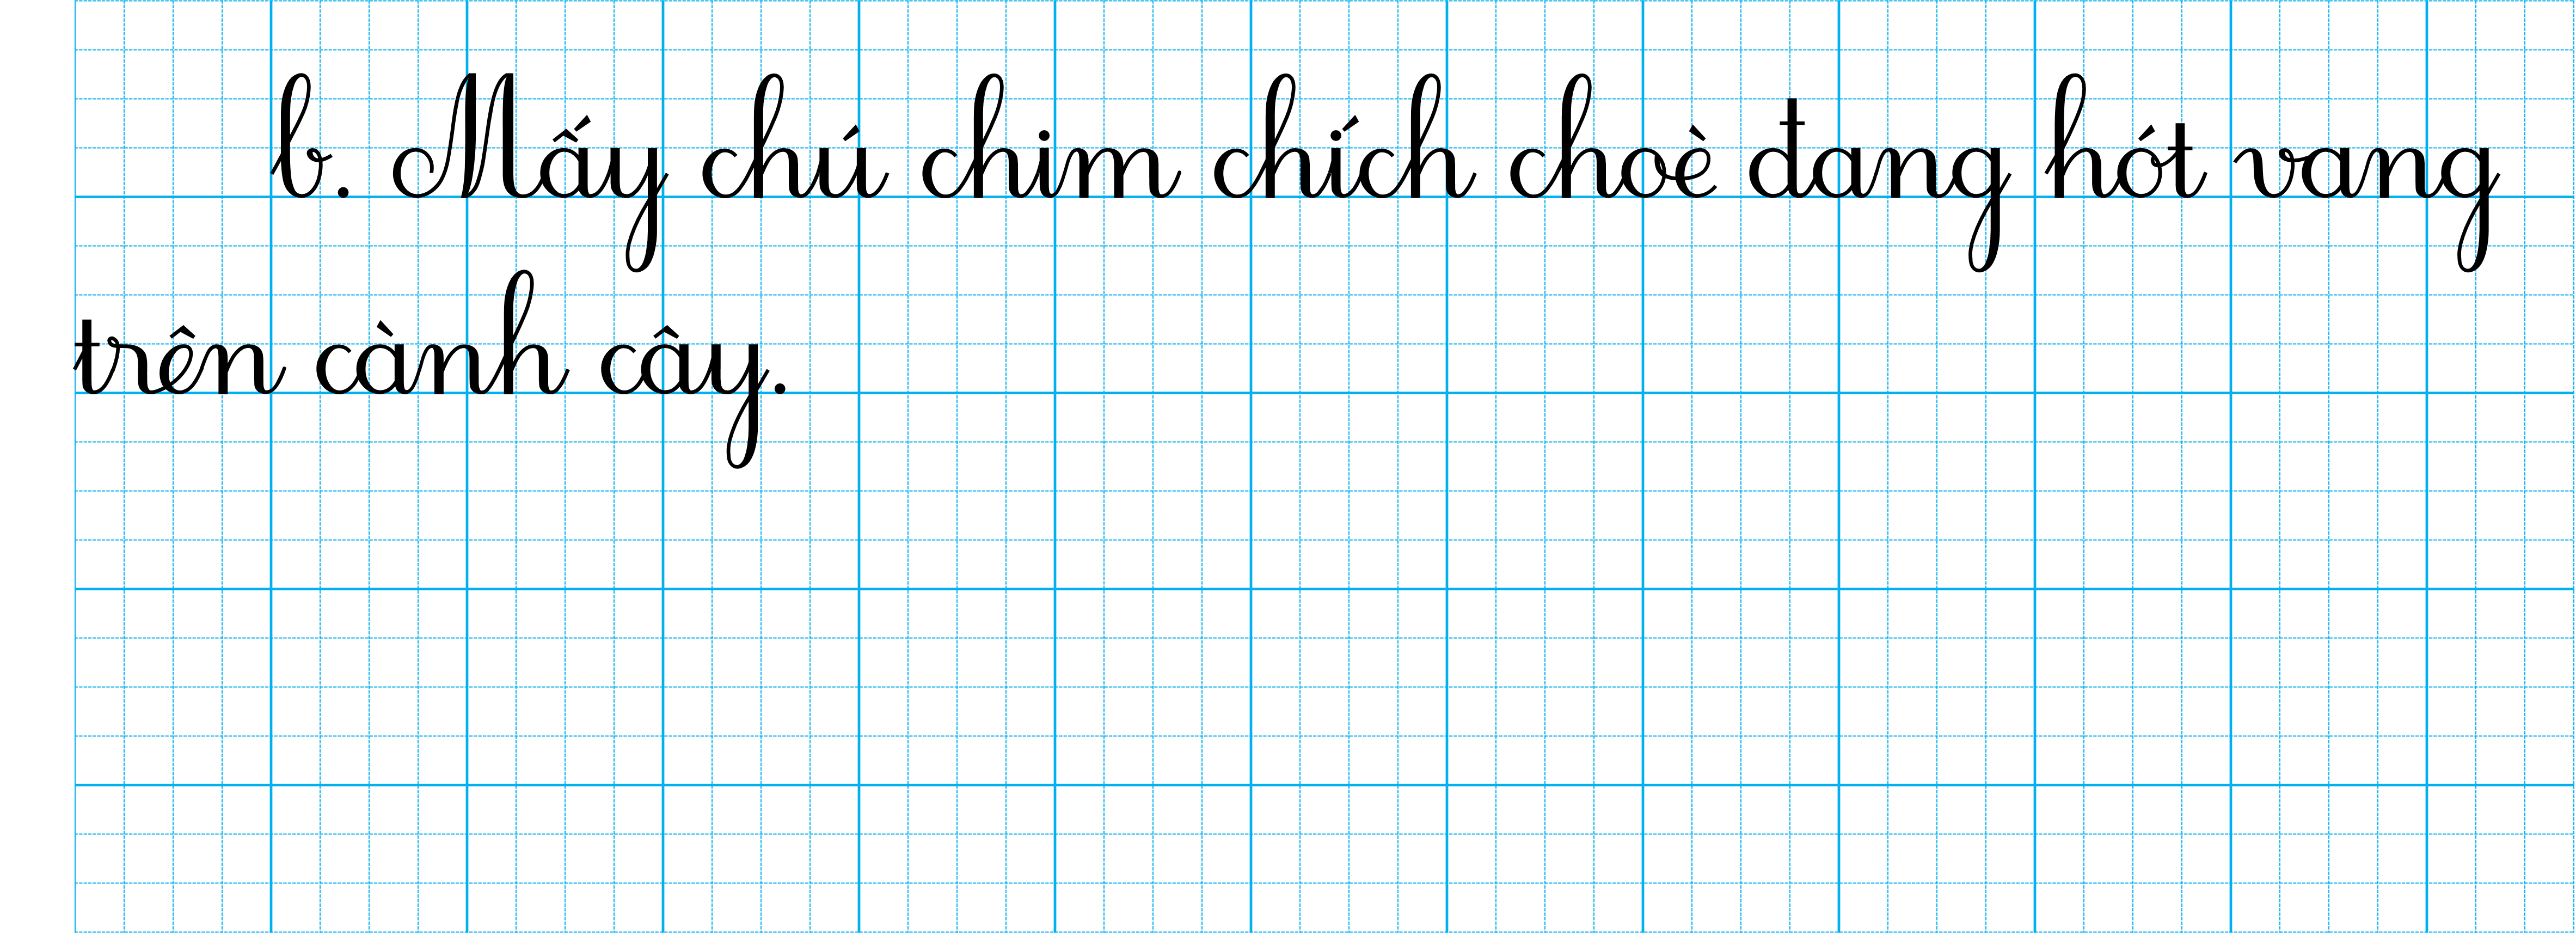 b. Mấy chú chim chích choè đang hót vang
trên cành cây.